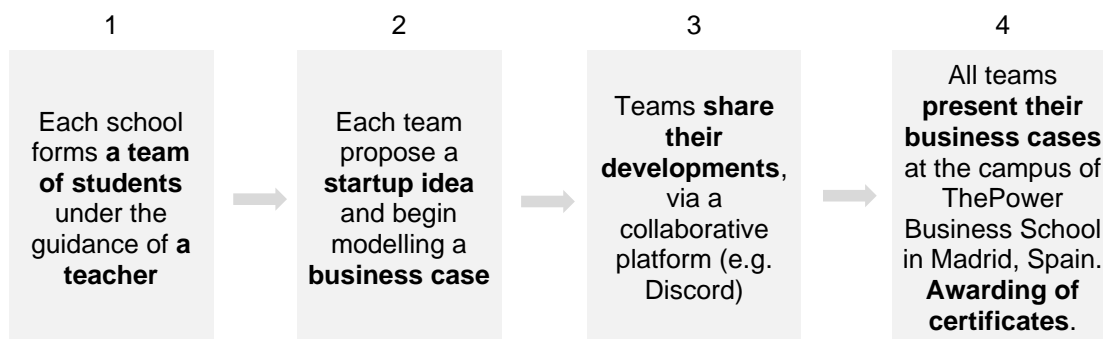 1
Each school
forms a team
of students
under the
guidance of a
teacher
2
Each team
propose a
startup idea
and begin
modelling a
business case
3
Teams share
their
developments,
via a
collaborative
platform (e.g.
Discord)
4
All teams
present their
business cases
at the campus of
ThePower
Business School
in Madrid, Spain.
Awarding of
certificates.